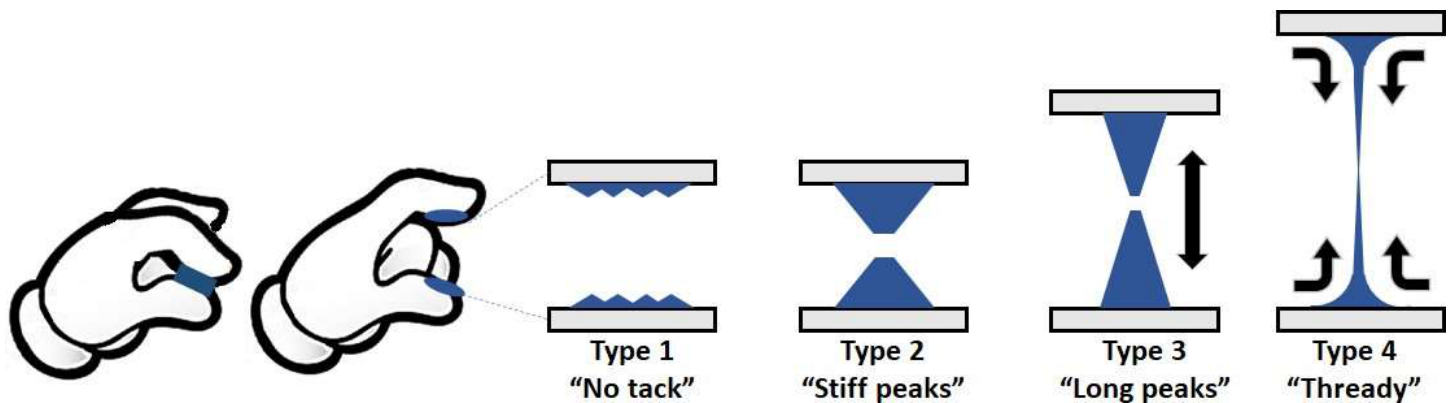 Type 1
“No tack”
Type 2
“Stiff peaks”
Type 3
“Long peaks”
Type 4
“Thready”